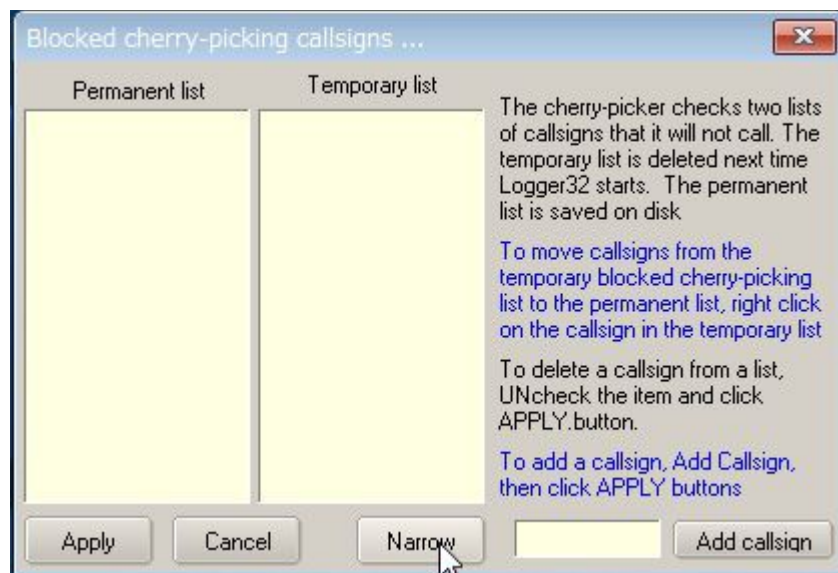 Blocked cherry-picking callsigns ...
Permanent list
Temporary list
The cherry-picker checks two lists
of callsigns that it will not call. The
temporary list is deleted next time
Logger32 starts. The permanent
list is saved on disk
To move callsigns from the
temporary blocked cherry-picking
list to the permanent list, right click
on the callsign in the temporary list
To delete a callsign from a list,
UNcheck the item and click
APPLY.button.
To add a callsign, Add Callsign,
then click APPLY buttons
Apply
Cancel
Narrow
Add callsign